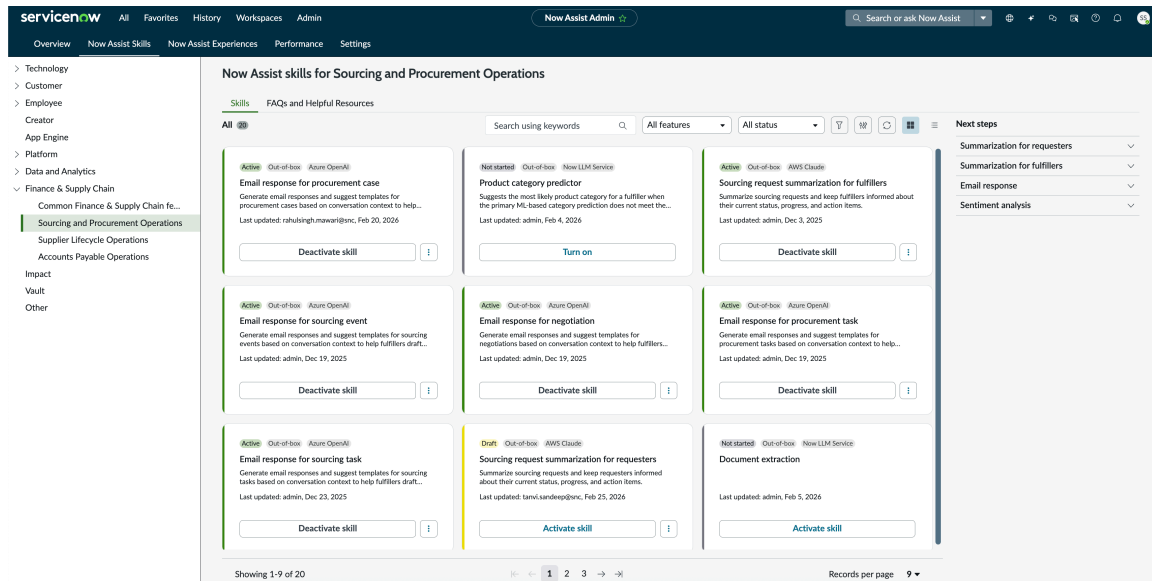 servicenow All Favorites History Workspaces Admin Now Assist Admin ☆ Search or ask Now Assist SS
Overview Now Assist Skills Now Assist Experiences Performance Settings
Technology
Customer
Employee
Creator
App Engine
Platform
Data and Analytics
Finance & Supply Chain
Common Finance & Supply Chain fe...
Sourcing and Procurement Operations
Supplier Lifecycle Operations
Accounts Payable Operations
Impact
Vault
Other
Now Assist skills for Sourcing and Procurement Operations
Skills FAQs and Helpful Resources
All 20 Search using keywords All features All status
Active Out-of-box Azure OpenAI
Email response for procurement case
Generate email responses and suggest templates for
procurement cases based on conversation context to help...
Last updated: rahulsingh.mawari@snc, Feb 20, 2026
Deactivate skill
Not started Out-of-box Now LLM Service
Product category predictor
Suggests the most likely product category for a fulfiller when
the primary ML-based category prediction does not meet the...
Last updated: admin, Feb 4, 2026
Turn on
Active Out-of-box AWS Claude
Sourcing request summarization for fulfillers
Summarize sourcing requests and keep fulfillers informed about
their current status, progress, and action items.
Last updated: admin, Dec 3, 2025
Deactivate skill
Active Out-of-box Azure OpenAI
Email response for sourcing event
Generate email responses and suggest templates for sourcing
events based on conversation context to help fulfillers draft...
Last updated: admin, Dec 19, 2025
Deactivate skill
Active Out-of-box Azure OpenAI
Email response for negotiation
Generate email responses and suggest templates for
negotiations based on conversation context to help fulfillers...
Last updated: admin, Dec 19, 2025
Deactivate skill
Active Out-of-box Azure OpenAI
Email response for procurement task
Generate email responses and suggest templates for
procurement tasks based on conversation context to help...
Last updated: admin, Dec 19, 2025
Deactivate skill
Active Out-of-box Azure OpenAI
Email response for sourcing task
Generate email responses and suggest templates for sourcing
tasks based on conversation context to help fulfillers draft...
Last updated: admin, Dec 23, 2025
Deactivate skill
Draft Out-of-box AWS Claude
Sourcing request summarization for requesters
Summarize sourcing requests and keep requesters informed
about their current status, progress, and action items.
Last updated: tanvi.sandeep@snc, Feb 25, 2026
Activate skill
Not started Out-of-box Now LLM Service
Document extraction
Last updated: admin, Feb 5, 2026
Activate skill
Showing 1-9 of 20 1 2 3 Records per page 9
Next steps
Summarization for requesters
Summarization for fulfillers
Email response
Sentiment analysis